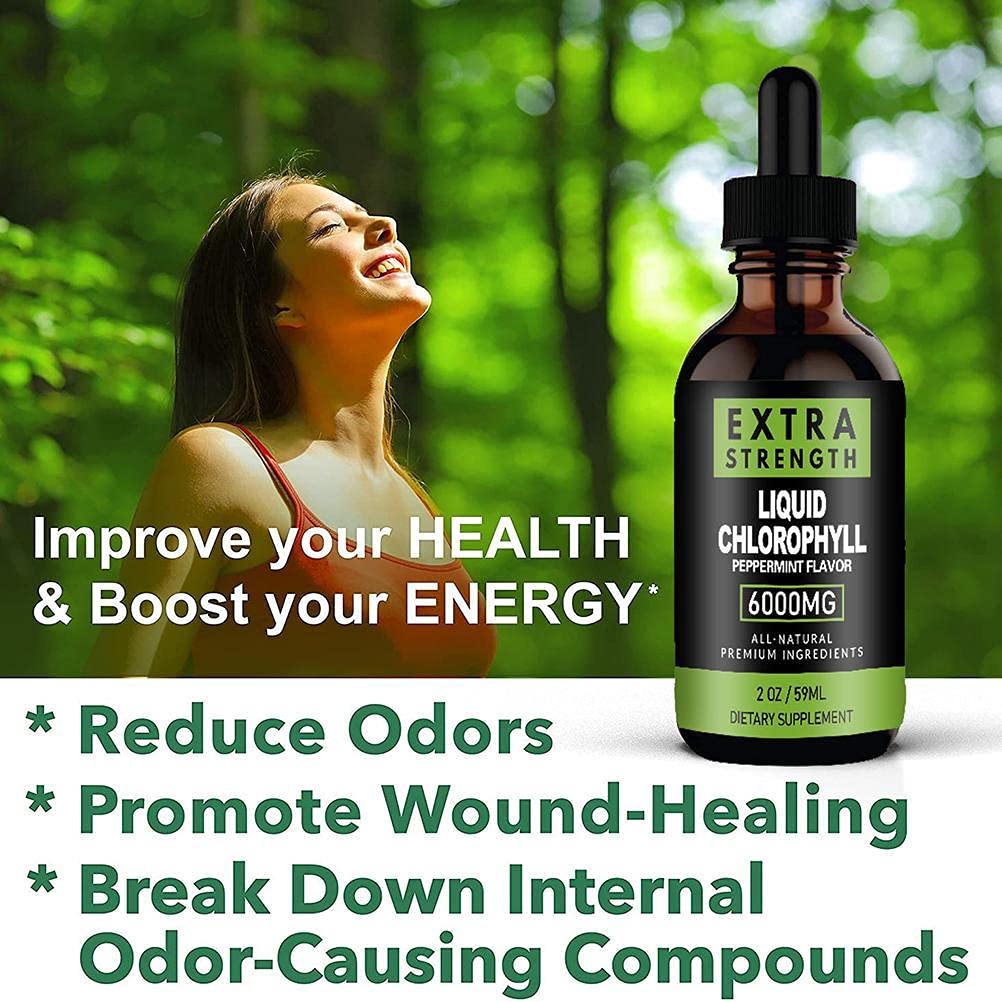 Improve your HEALTH
& Boost your ENERGY*
EXTRA
STRENGTH
LIQUID
CHLOROPHYLL
PEPPERMINT FLAVOR
6000MG
ALL-NATURAL
PREMIUM INGREDIENTS
2 OZ / 59ML
DIETARY SUPPLEMENT
* Reduce Odors
* Promote Wound-Healing
* Break Down Internal
Odor-Causing Compounds